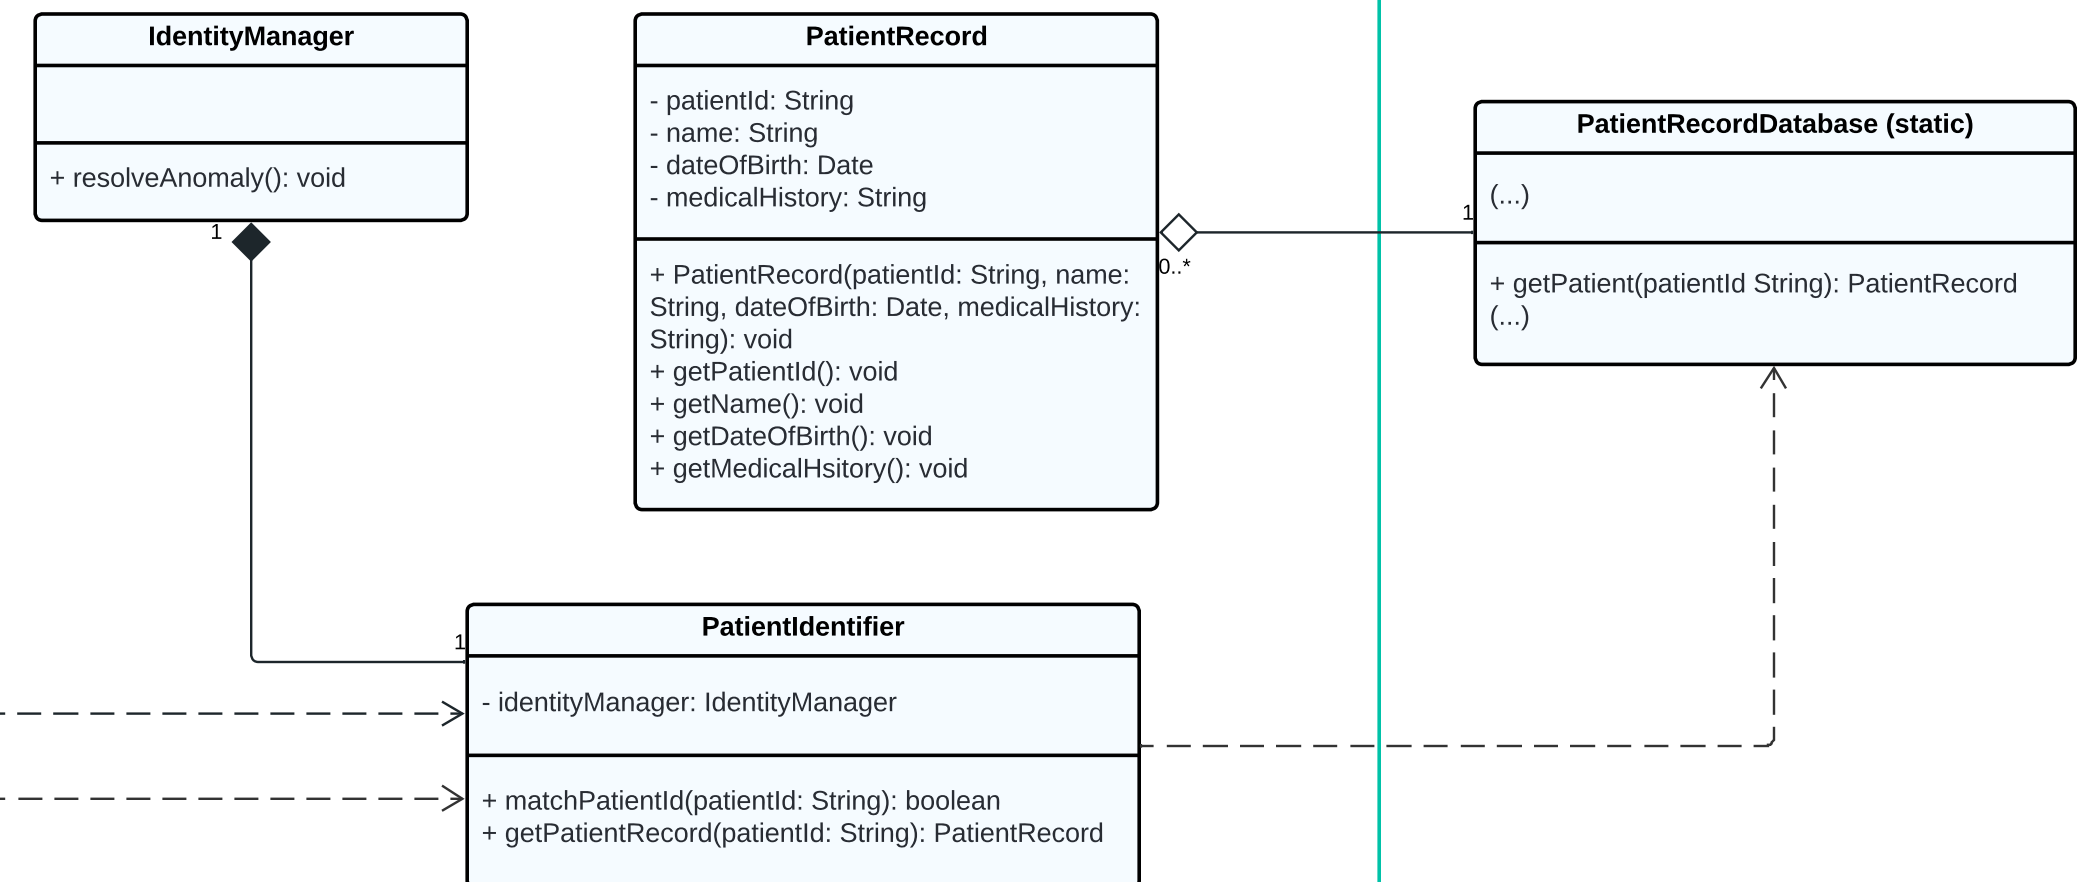 IdentityManager
+ resolveAnomaly(): void
1
PatientRecord
- patientId: String
- name: String
- dateOfBirth: Date
- medicalHistory: String
+ PatientRecord(patientId: String, name:
String, dateOfBirth: Date, medicalHistory:
String): void
+ getPatientId(): void
+ getName(): void
+ getDateOfBirth(): void
+ getMedicalHsitory(): void
0..*
1
PatientRecordDatabase (static)
(...)
+ getPatient(patientId String): PatientRecord
(...)
1
PatientIdentifier
- identityManager: IdentityManager
+ matchPatientId(patientId: String): boolean
+ getPatientRecord(patientId: String): PatientRecord